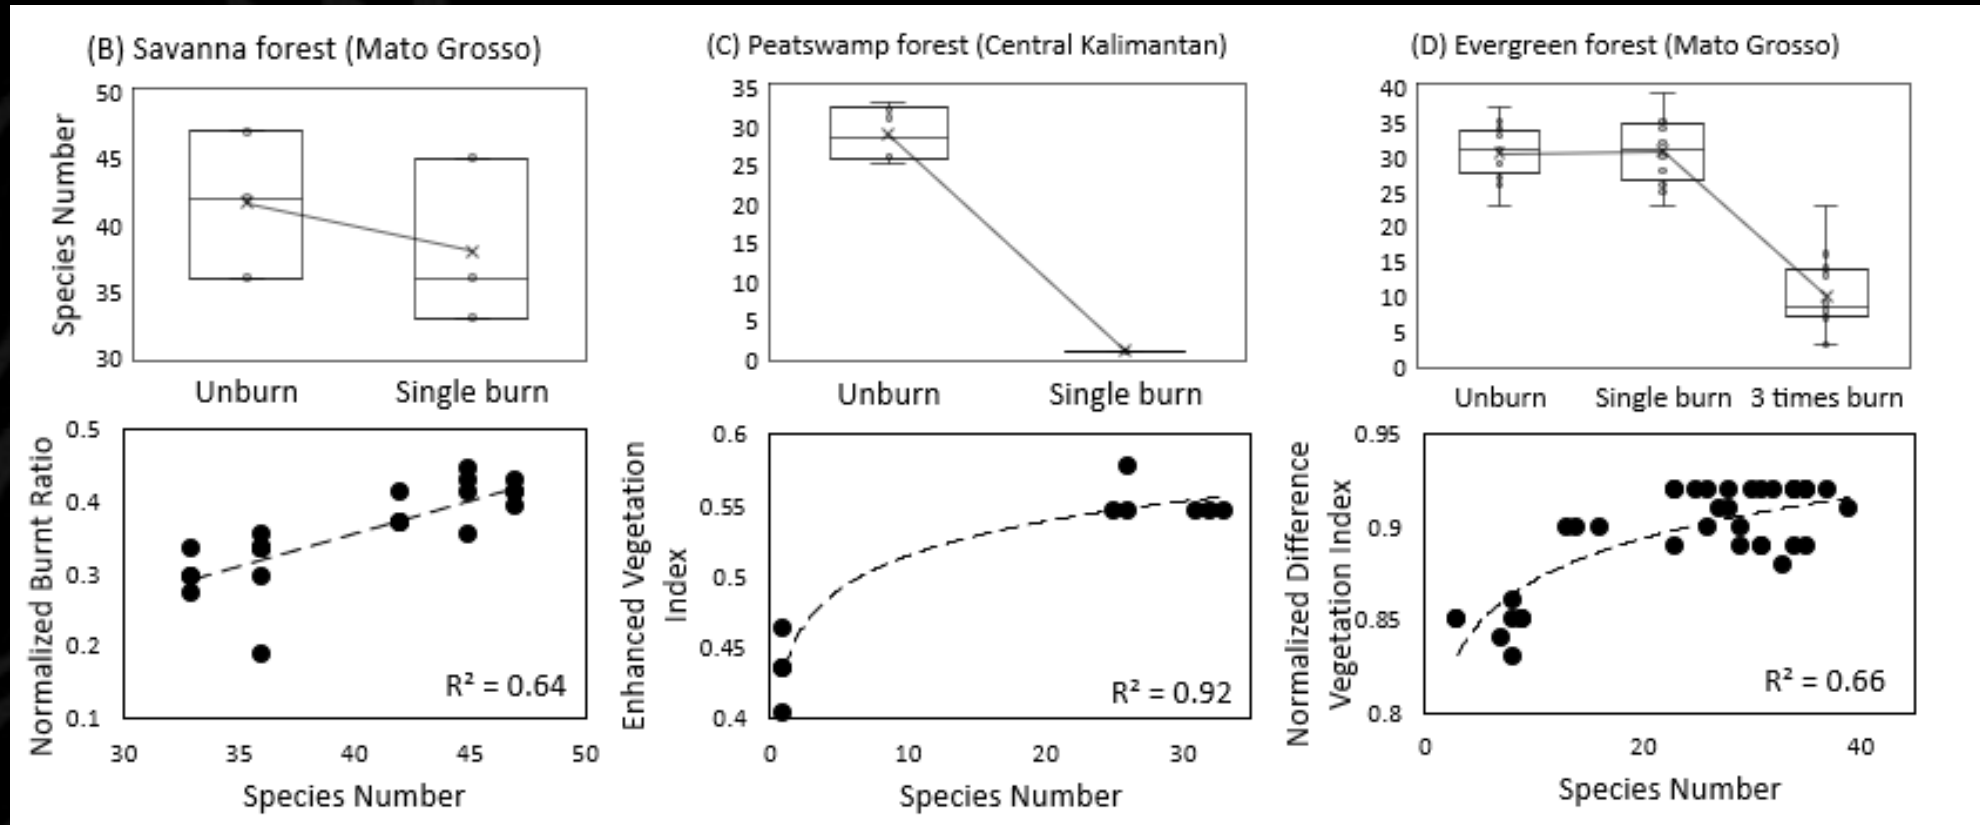 (B) Savanna forest (Mato Grosso)
Species Number
50
45
40
35
30
Unburn
Single burn
(C) Peatswamp forest (Central Kalimantan)
35
30
25
20
15
10
5
0
Unburn
Single burn
(D) Evergreen forest (Mato Grosso)
40
35
30
25
20
15
10
5
0
Unburn
Single burn
3 times burn
Normalized Burnt Ratio
0.5
0.4
0.3
0.2
0.1
R² = 0.64
30
35
40
45
50
Species Number
Enhanced Vegetation
Index
0.6
0.55
0.5
0.45
0.4
R² = 0.92
0
10
20
30
Species Number
Normalized Difference
Vegetation Index
0.95
0.9
0.85
0.8
R² = 0.66
0
20
40
Species Number